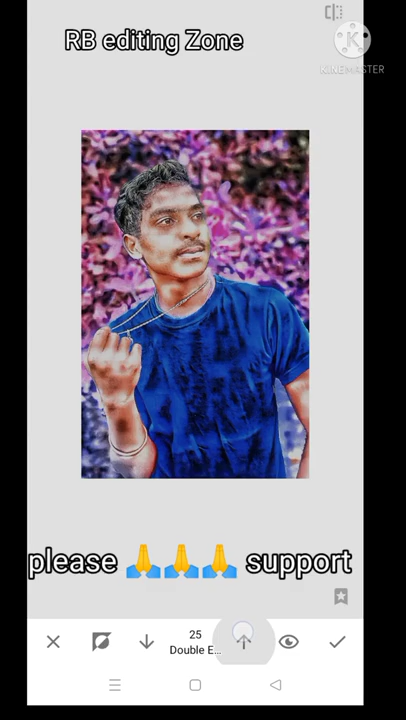 RB editing Zone
KINEMASTER
please 🙏🙏🙏 support
25
Double E...